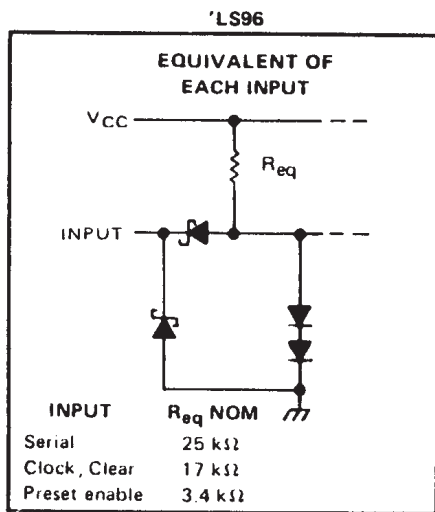 'LS96
EQUIVALENT OF
EACH INPUT
VCC
Req
INPUT
INPUT Req NOM
Serial 25 kΩ
Clock, Clear 17 kΩ
Preset enable 3.4 kΩ